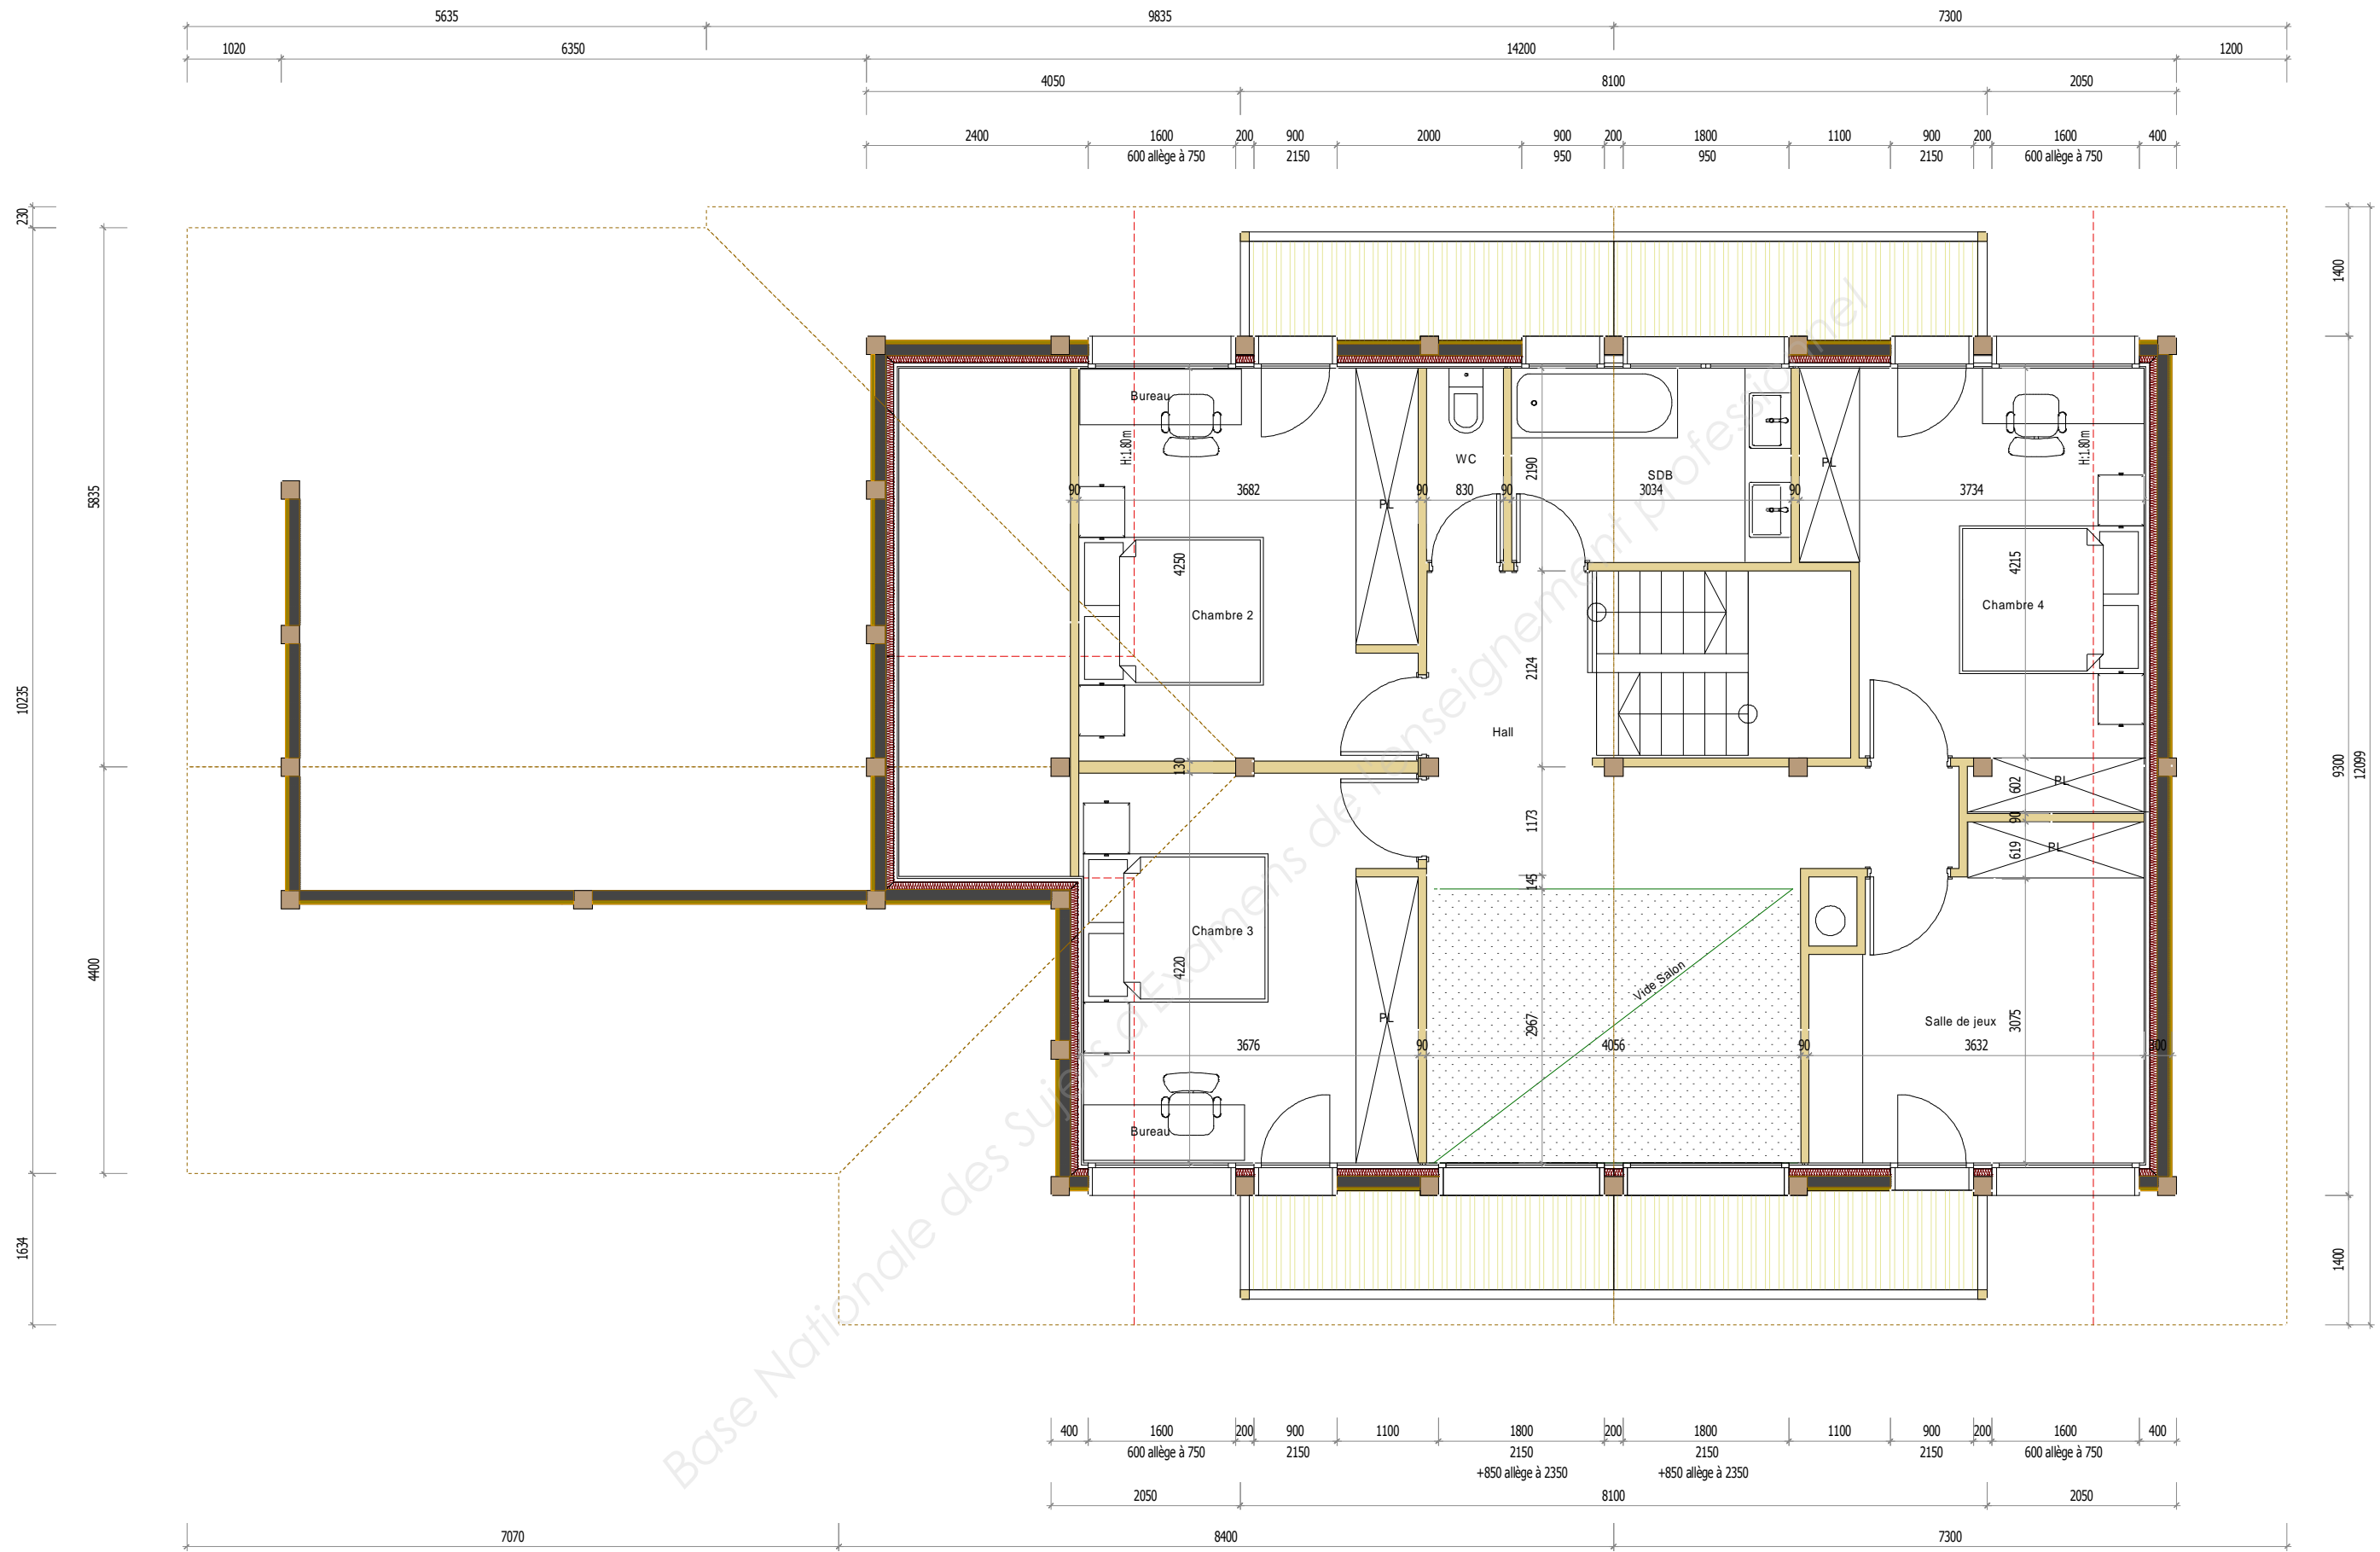 5635 9835 7300
1020 6350 14200 1200
4050 8100 2050
2400 1600 200 900 2000 900 200 1800 1100 900 200 1600 400
600 allège à 750 2150 950 950 2150 600 allège à 750
230
1400
Bureau
H:1.80m
H:1.80m
WC
2190
SDB
PL
5835
90 3682 90 830 90 3034 90 3734
PL
4250
4215
Chambre 2
Chambre 4
2124
10235
Hall
130
9300
12099
602
PL
1173
90
619
PL
145
Chambre 3
4220
4400
Vide Salon
2967
PL
Salle de jeux
3075
3676 90 4056 90 3632 300
Bureau
1634
1400
400 1600 200 900 1100 1800 200 1800 1100 900 200 1600 400
600 allège à 750 2150 2150 2150 2150 600 allège à 750
+850 allège à 2350 +850 allège à 2350
2050 8100 2050
7070 8400 7300
Base Nationale des Sujets d'Examens de l'enseignement professionnel